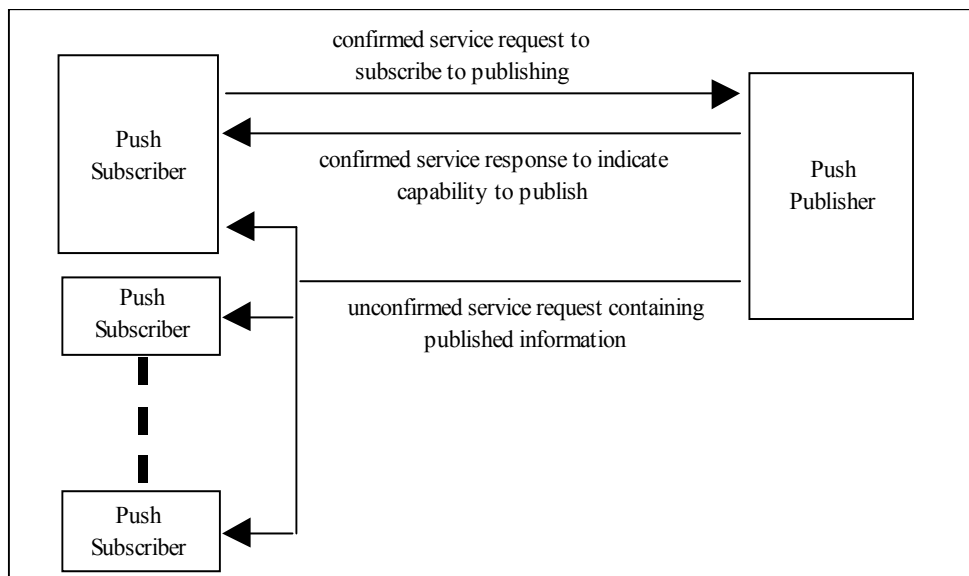 confirmed service request to
subscribe to publishing
Push
Subscriber
confirmed service response to indicate
capability to publish
Push
Publisher
Push
Subscriber
unconfirmed service request containing
published information
Push
Subscriber